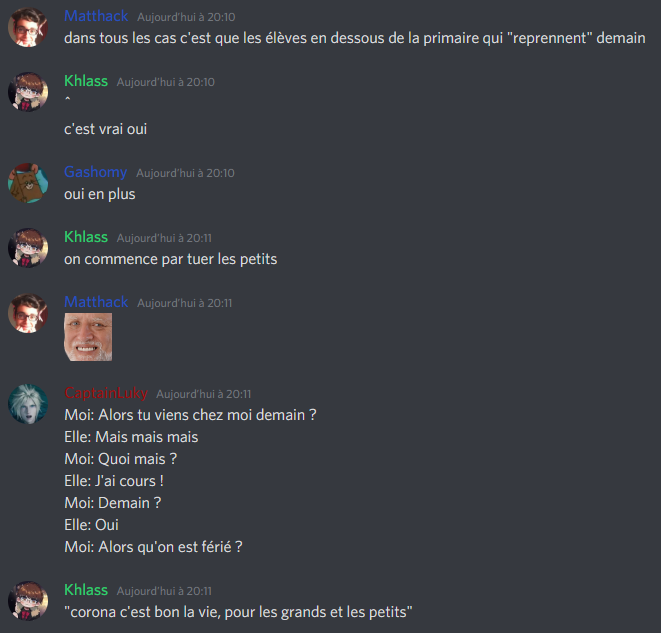 Matthack Aujourd'hui à 20:10
dans tous les cas c'est que les élèves en dessous de la primaire qui "reprennent" demain
Khlass Aujourd'hui à 20:10
^
c'est vrai oui
Gashomy Aujourd'hui à 20:10
oui en plus
Khlass Aujourd'hui à 20:11
on commence par tuer les petits
Matthack Aujourd'hui à 20:11
CaptainLuky Aujourd'hui à 20:11
Moi: Alors tu viens chez moi demain ?
Elle: Mais mais mais
Moi: Quoi mais ?
Elle: J'ai cours !
Moi: Demain ?
Elle: Oui
Moi: Alors qu'on est férié ?
Khlass Aujourd'hui à 20:11
"corona c'est bon la vie, pour les grands et les petits"